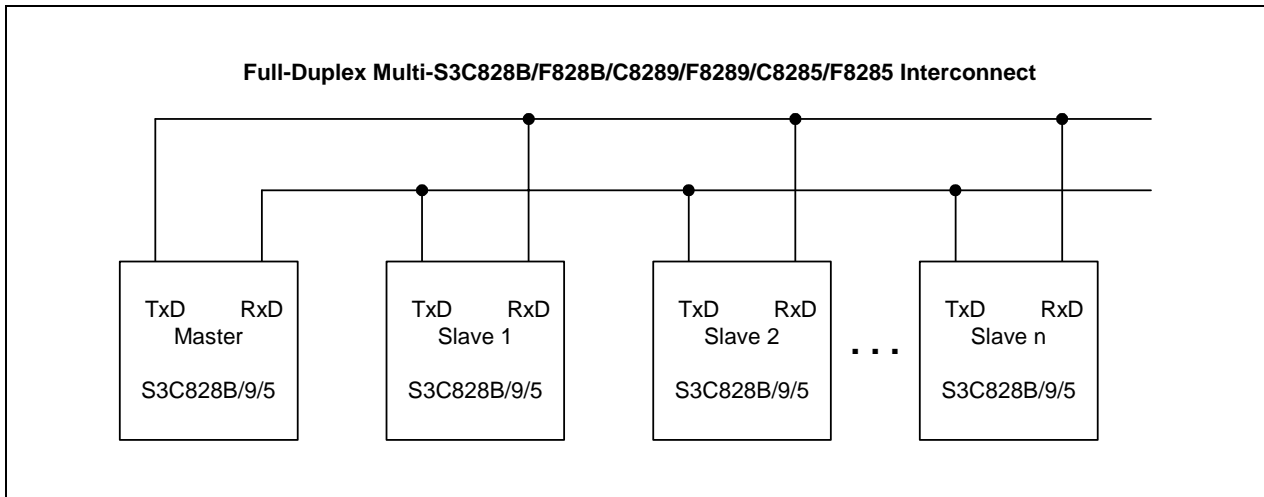 Full-Duplex Multi-S3C828B/F828B/C8289/F8289/C8285/F8285 Interconnect
TxD RxD
Master
S3C828B/9/5
TxD RxD
Slave 1
S3C828B/9/5
TxD RxD
Slave 2
S3C828B/9/5
. . .
TxD RxD
Slave n
S3C828B/9/5